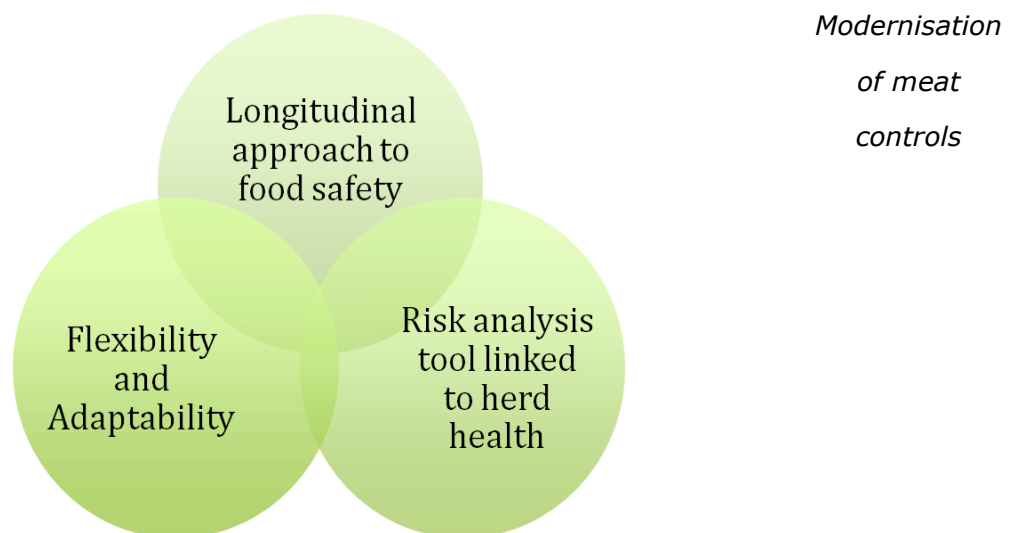 Modernisation
of meat
controls
Longitudinal
approach to
food safety
Flexibility
and
Adaptability
Risk analysis
tool linked
to herd
health